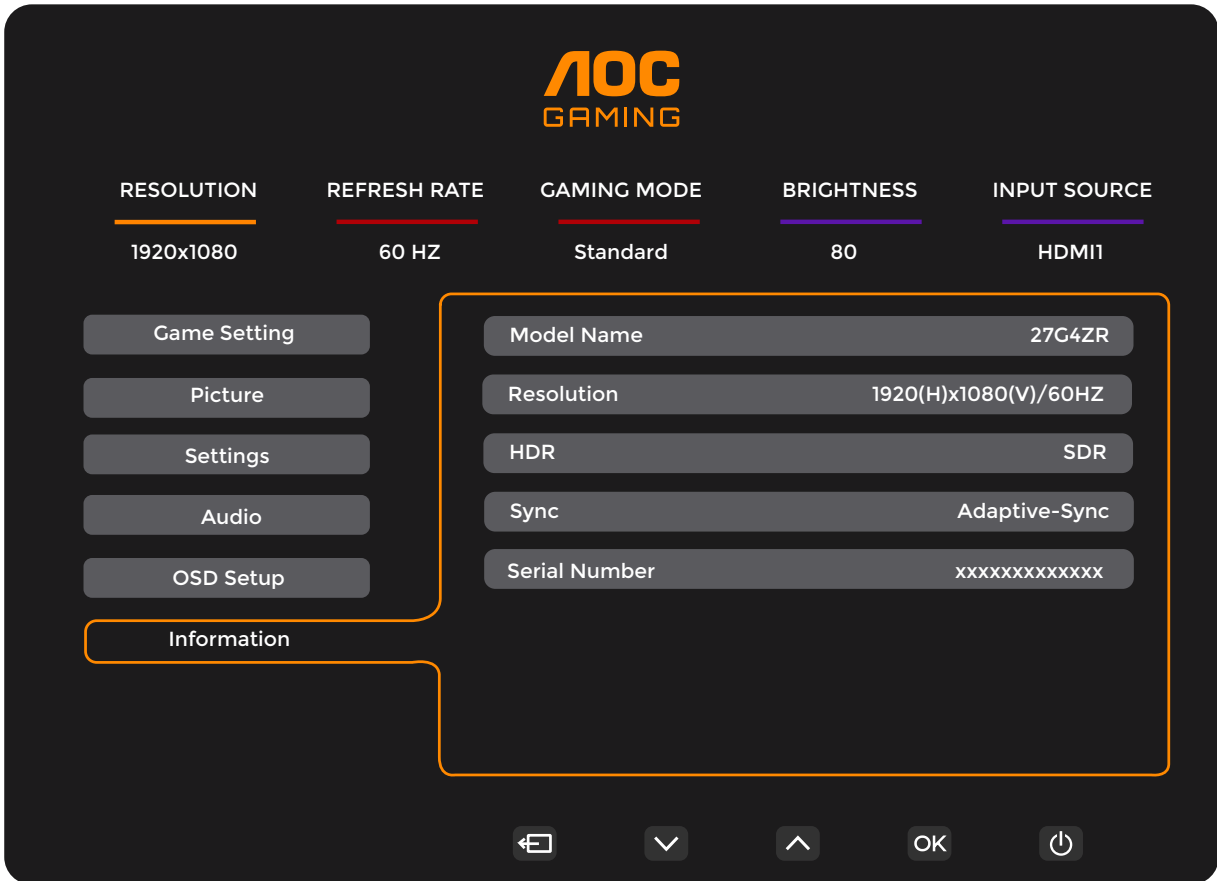 AOC
GAMING
RESOLUTION REFRESH RATE GAMING MODE BRIGHTNESS INPUT SOURCE
1920x1080 60 HZ Standard 80 HDMI1
Game Setting
Picture
Settings
Audio
OSD Setup
Information
Model Name 27G4ZR
Resolution 1920(H)x1080(V)/60HZ
HDR SDR
Sync Adaptive-Sync
Serial Number xxxxxxxxxxxxx
OK